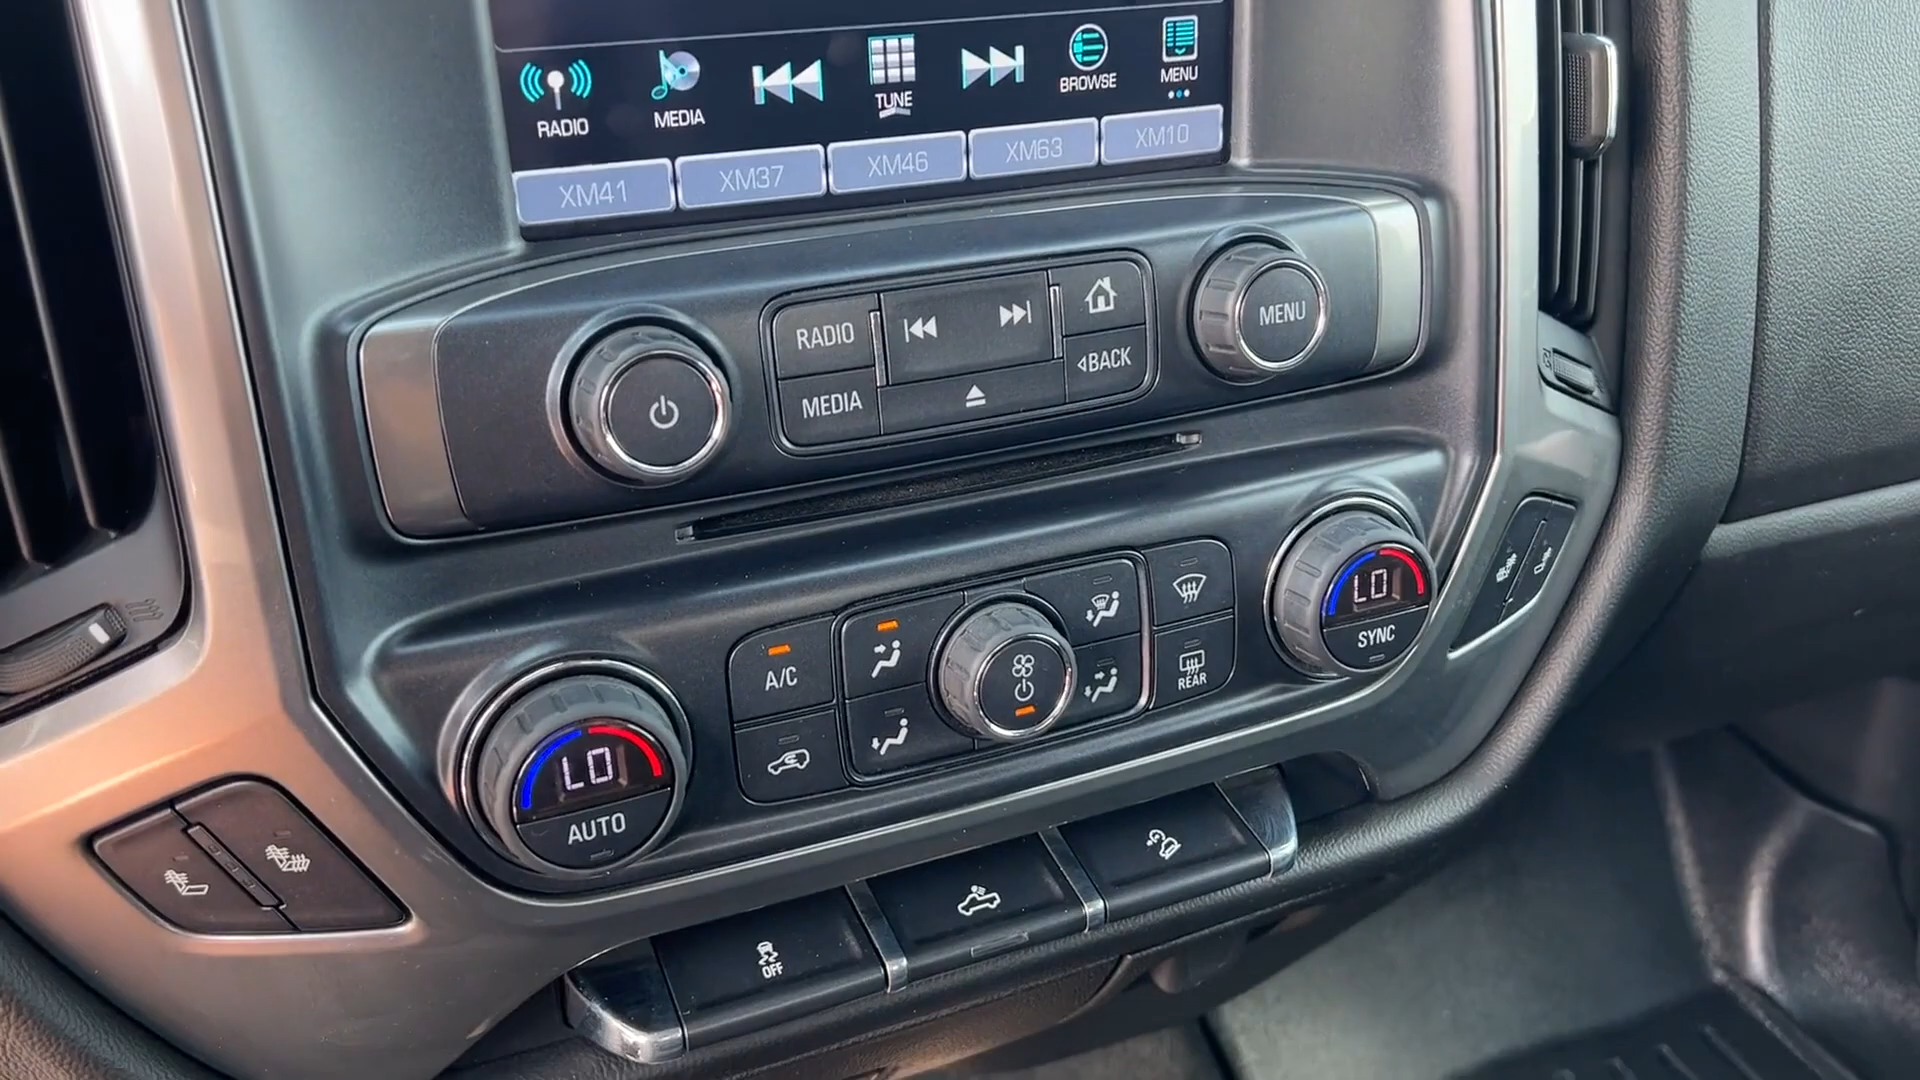 RADIO
MEDIA
TUNE
BROWSE
MENU
XM41
XM37
XM46
XM63
XM10
RADIO
MEDIA
BACK
MENU
A/C
REAR
LO
SYNC
LO
AUTO
OFF